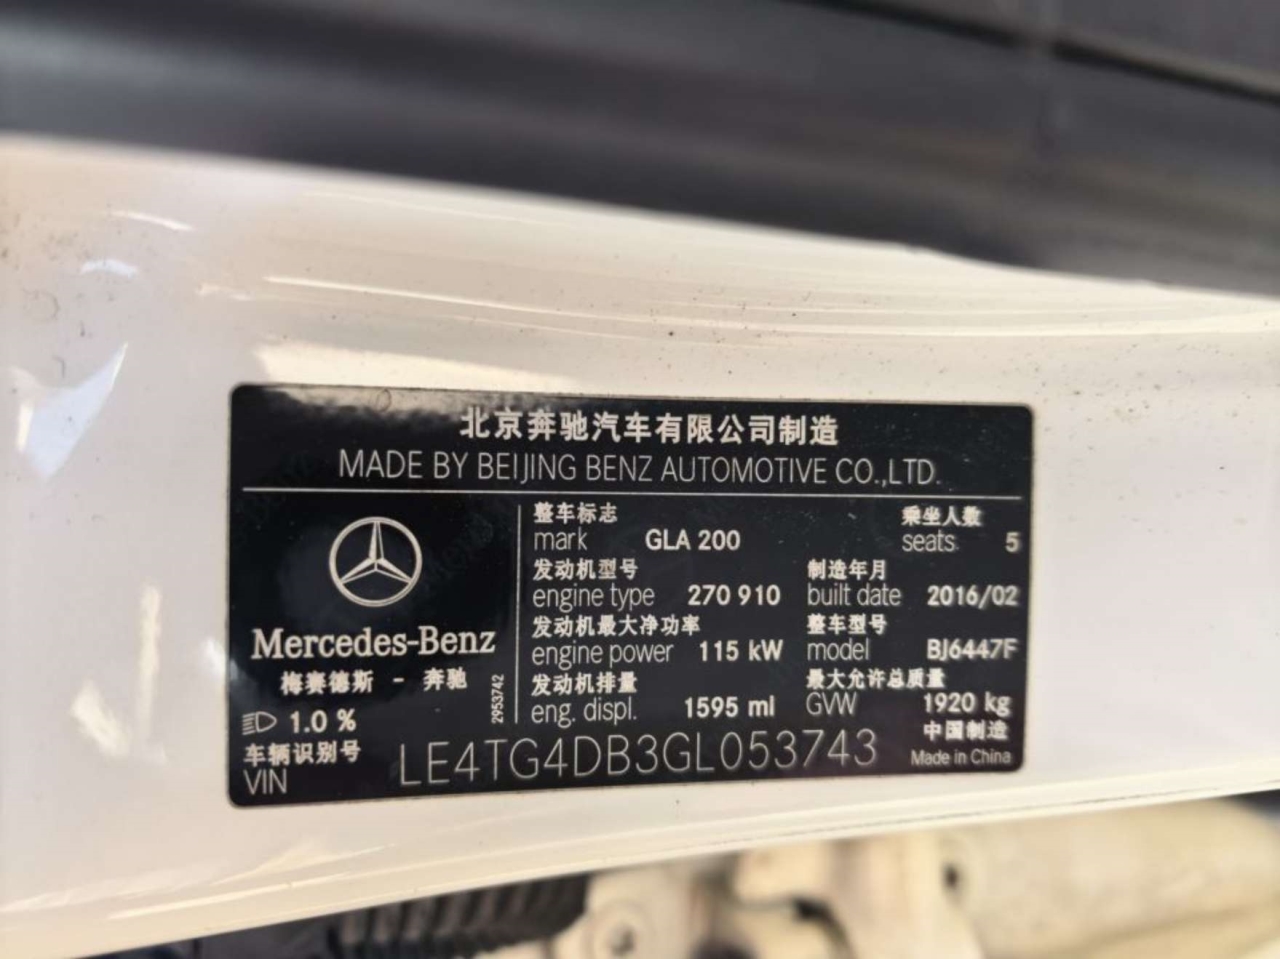 北京奔驰汽车有限公司制造
MADE BY BEIJING BENZ AUTOMOTIVE CO.,LTD.
Mercedes-Benz
梅赛德斯 - 奔驰
1.0 %
2953742
整车标志 乘坐人数
mark GLA 200 seats 5
发动机型号 制造年月
engine type 270 910 built date 2016/02
发动机最大净功率 整车型号
engine power 115 kW model BJ6447F
发动机排量 最大允许总质量
eng. displ. 1595 ml GVW 1920 kg
车辆识别号 中国制造
VIN LE4TG4DB3GL053743 Made in China